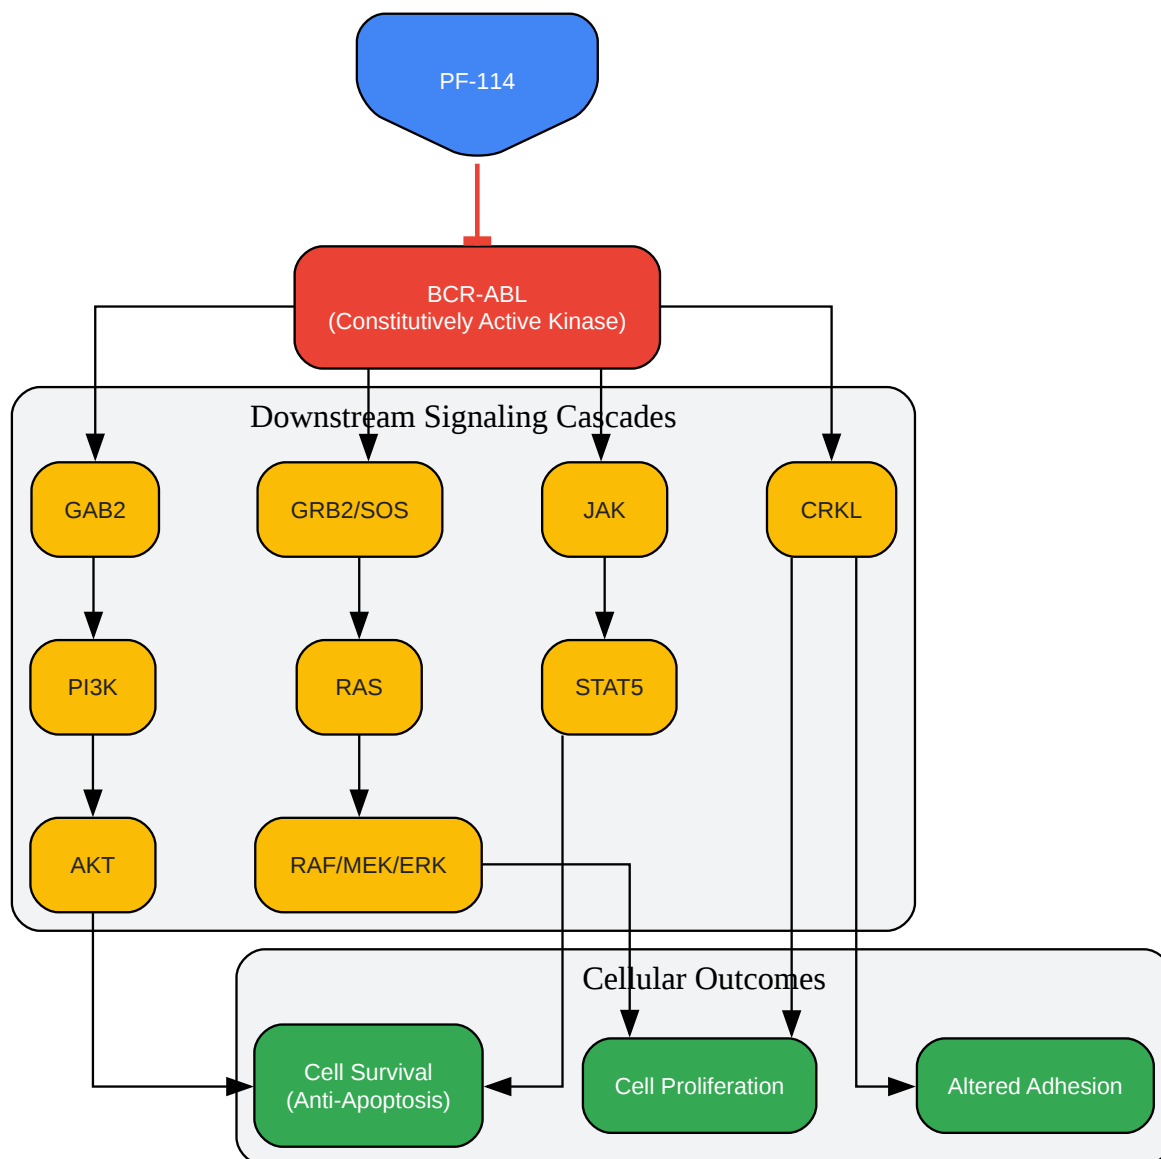 PF-114
BCR-ABL
(Constitutively Active Kinase)
Downstream Signaling Cascades
GAB2
GRB2/SOS
JAK
CRKL
PI3K
RAS
STAT5
AKT
RAF/MEK/ERK
Cellular Outcomes
Cell Survival
(Anti-Apoptosis)
Cell Proliferation
Altered Adhesion